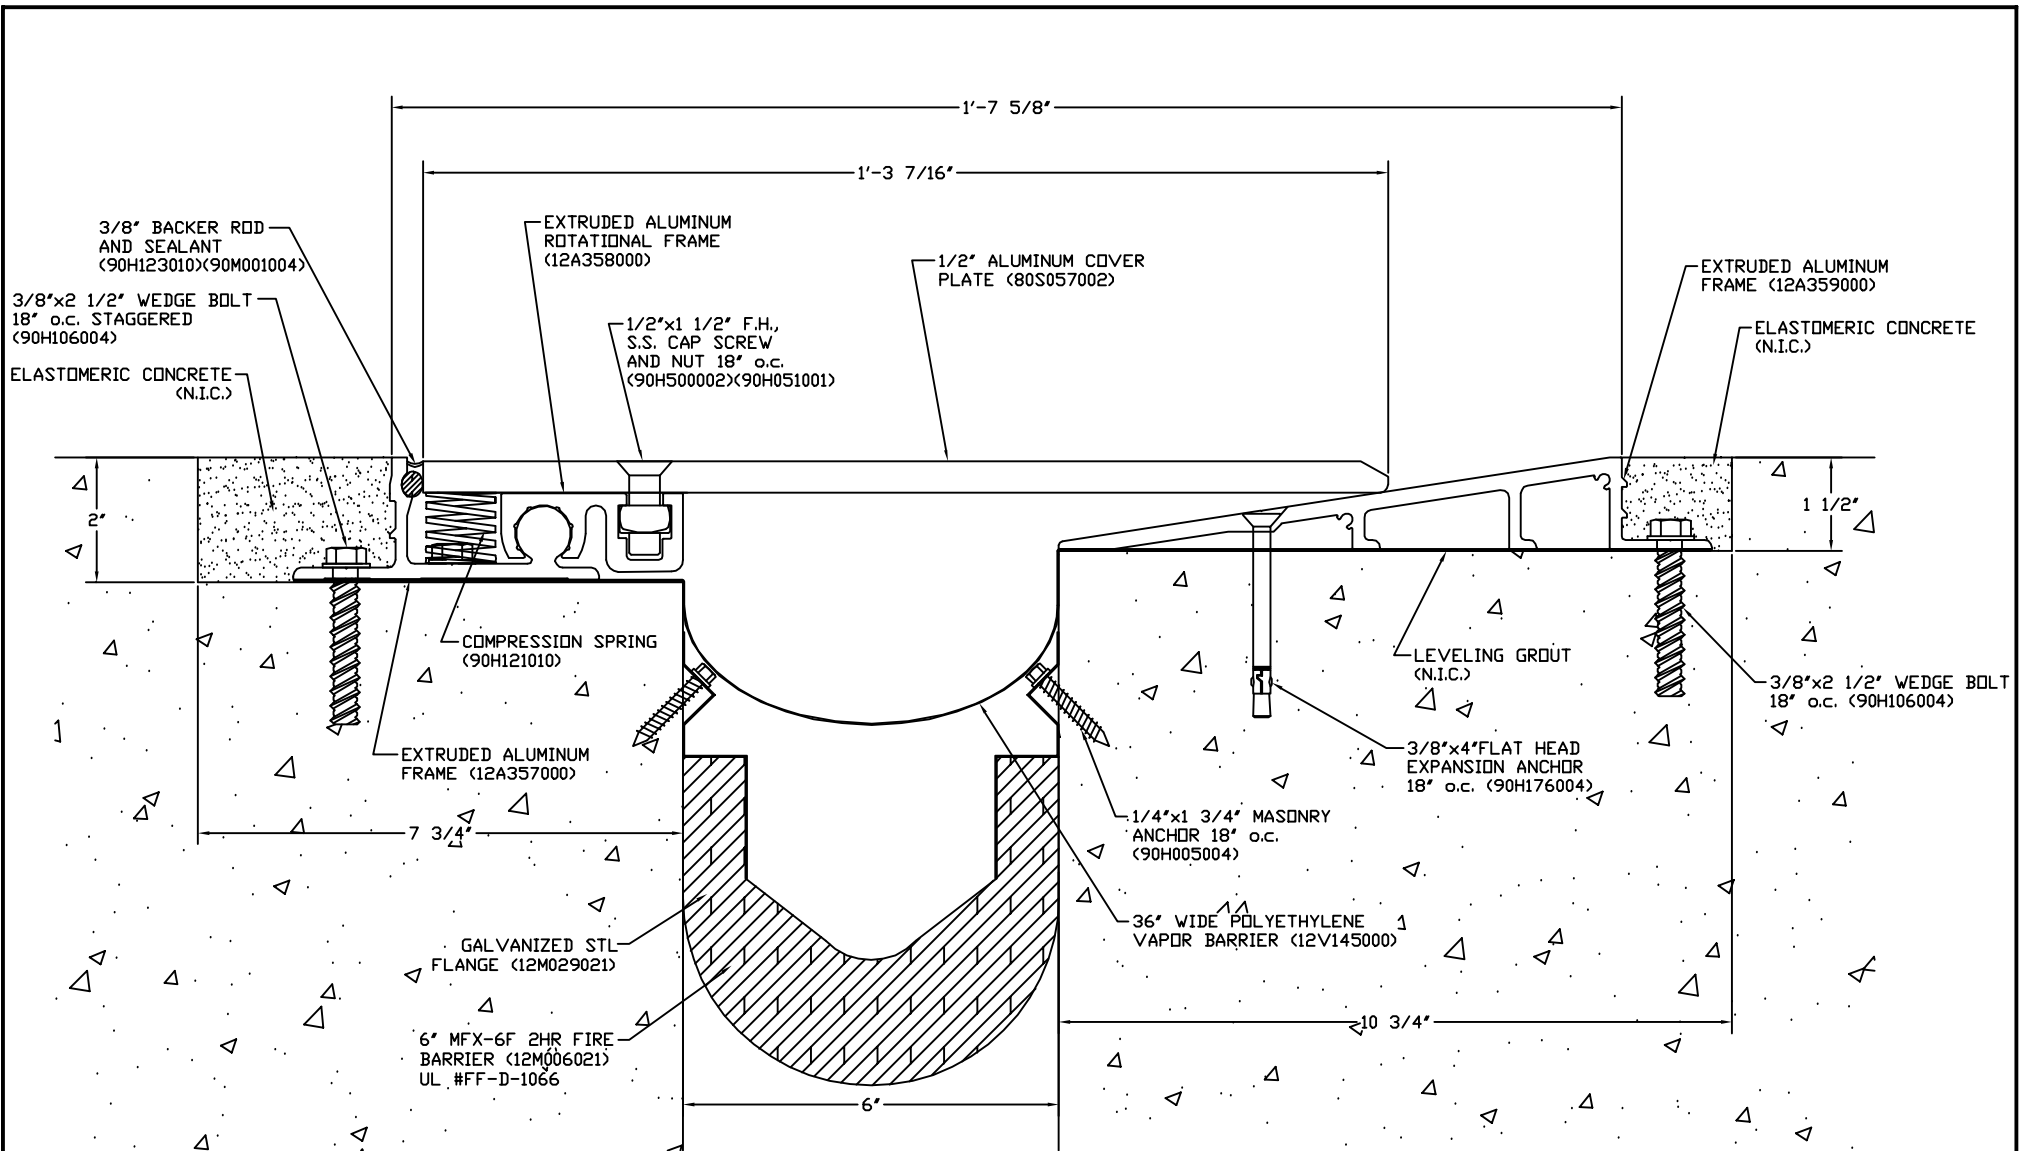 1'-7 5/8"
1'-3 7/16"
3/8" BACKER ROD
AND SEALANT
(90H123010)(90M001004)
EXTRUDED ALUMINUM
ROTATIONAL FRAME
(12A358000)
1/2" ALUMINUM COVER
PLATE (80S057002)
EXTRUDED ALUMINUM
FRAME (12A359000)
3/8"x2 1/2" WEDGE BOLT
18" o.c. STAGGERED
(90H106004)
1/2"x1 1/2" F.H.,
S.S. CAP SCREW
AND NUT 18" o.c.
(90H500002)(90H051001)
ELASTOMERIC CONCRETE
(N.I.C.)
ELASTOMERIC CONCRETE
(N.I.C.)
2"
1 1/2"
COMPRESSION SPRING
(90H121010)
LEVELING GROUT
(N.I.C.)
3/8"x2 1/2" WEDGE BOLT
18" o.c. (90H106004)
EXTRUDED ALUMINUM
FRAME (12A357000)
3/8"x4"FLAT HEAD
EXPANSION ANCHOR
18" o.c. (90H176004)
7 3/4"
1/4"x1 3/4" MASONRY
ANCHOR 18" o.c.
(90H005004)
36" WIDE POLYETHYLENE
VAPOR BARRIER (12V145000)
GALVANIZED STL
FLANGE (12M029021)
10 3/4"
6" MFX-6F 2HR FIRE
BARRIER (12M006021)
UL #FF-D-1066
6"